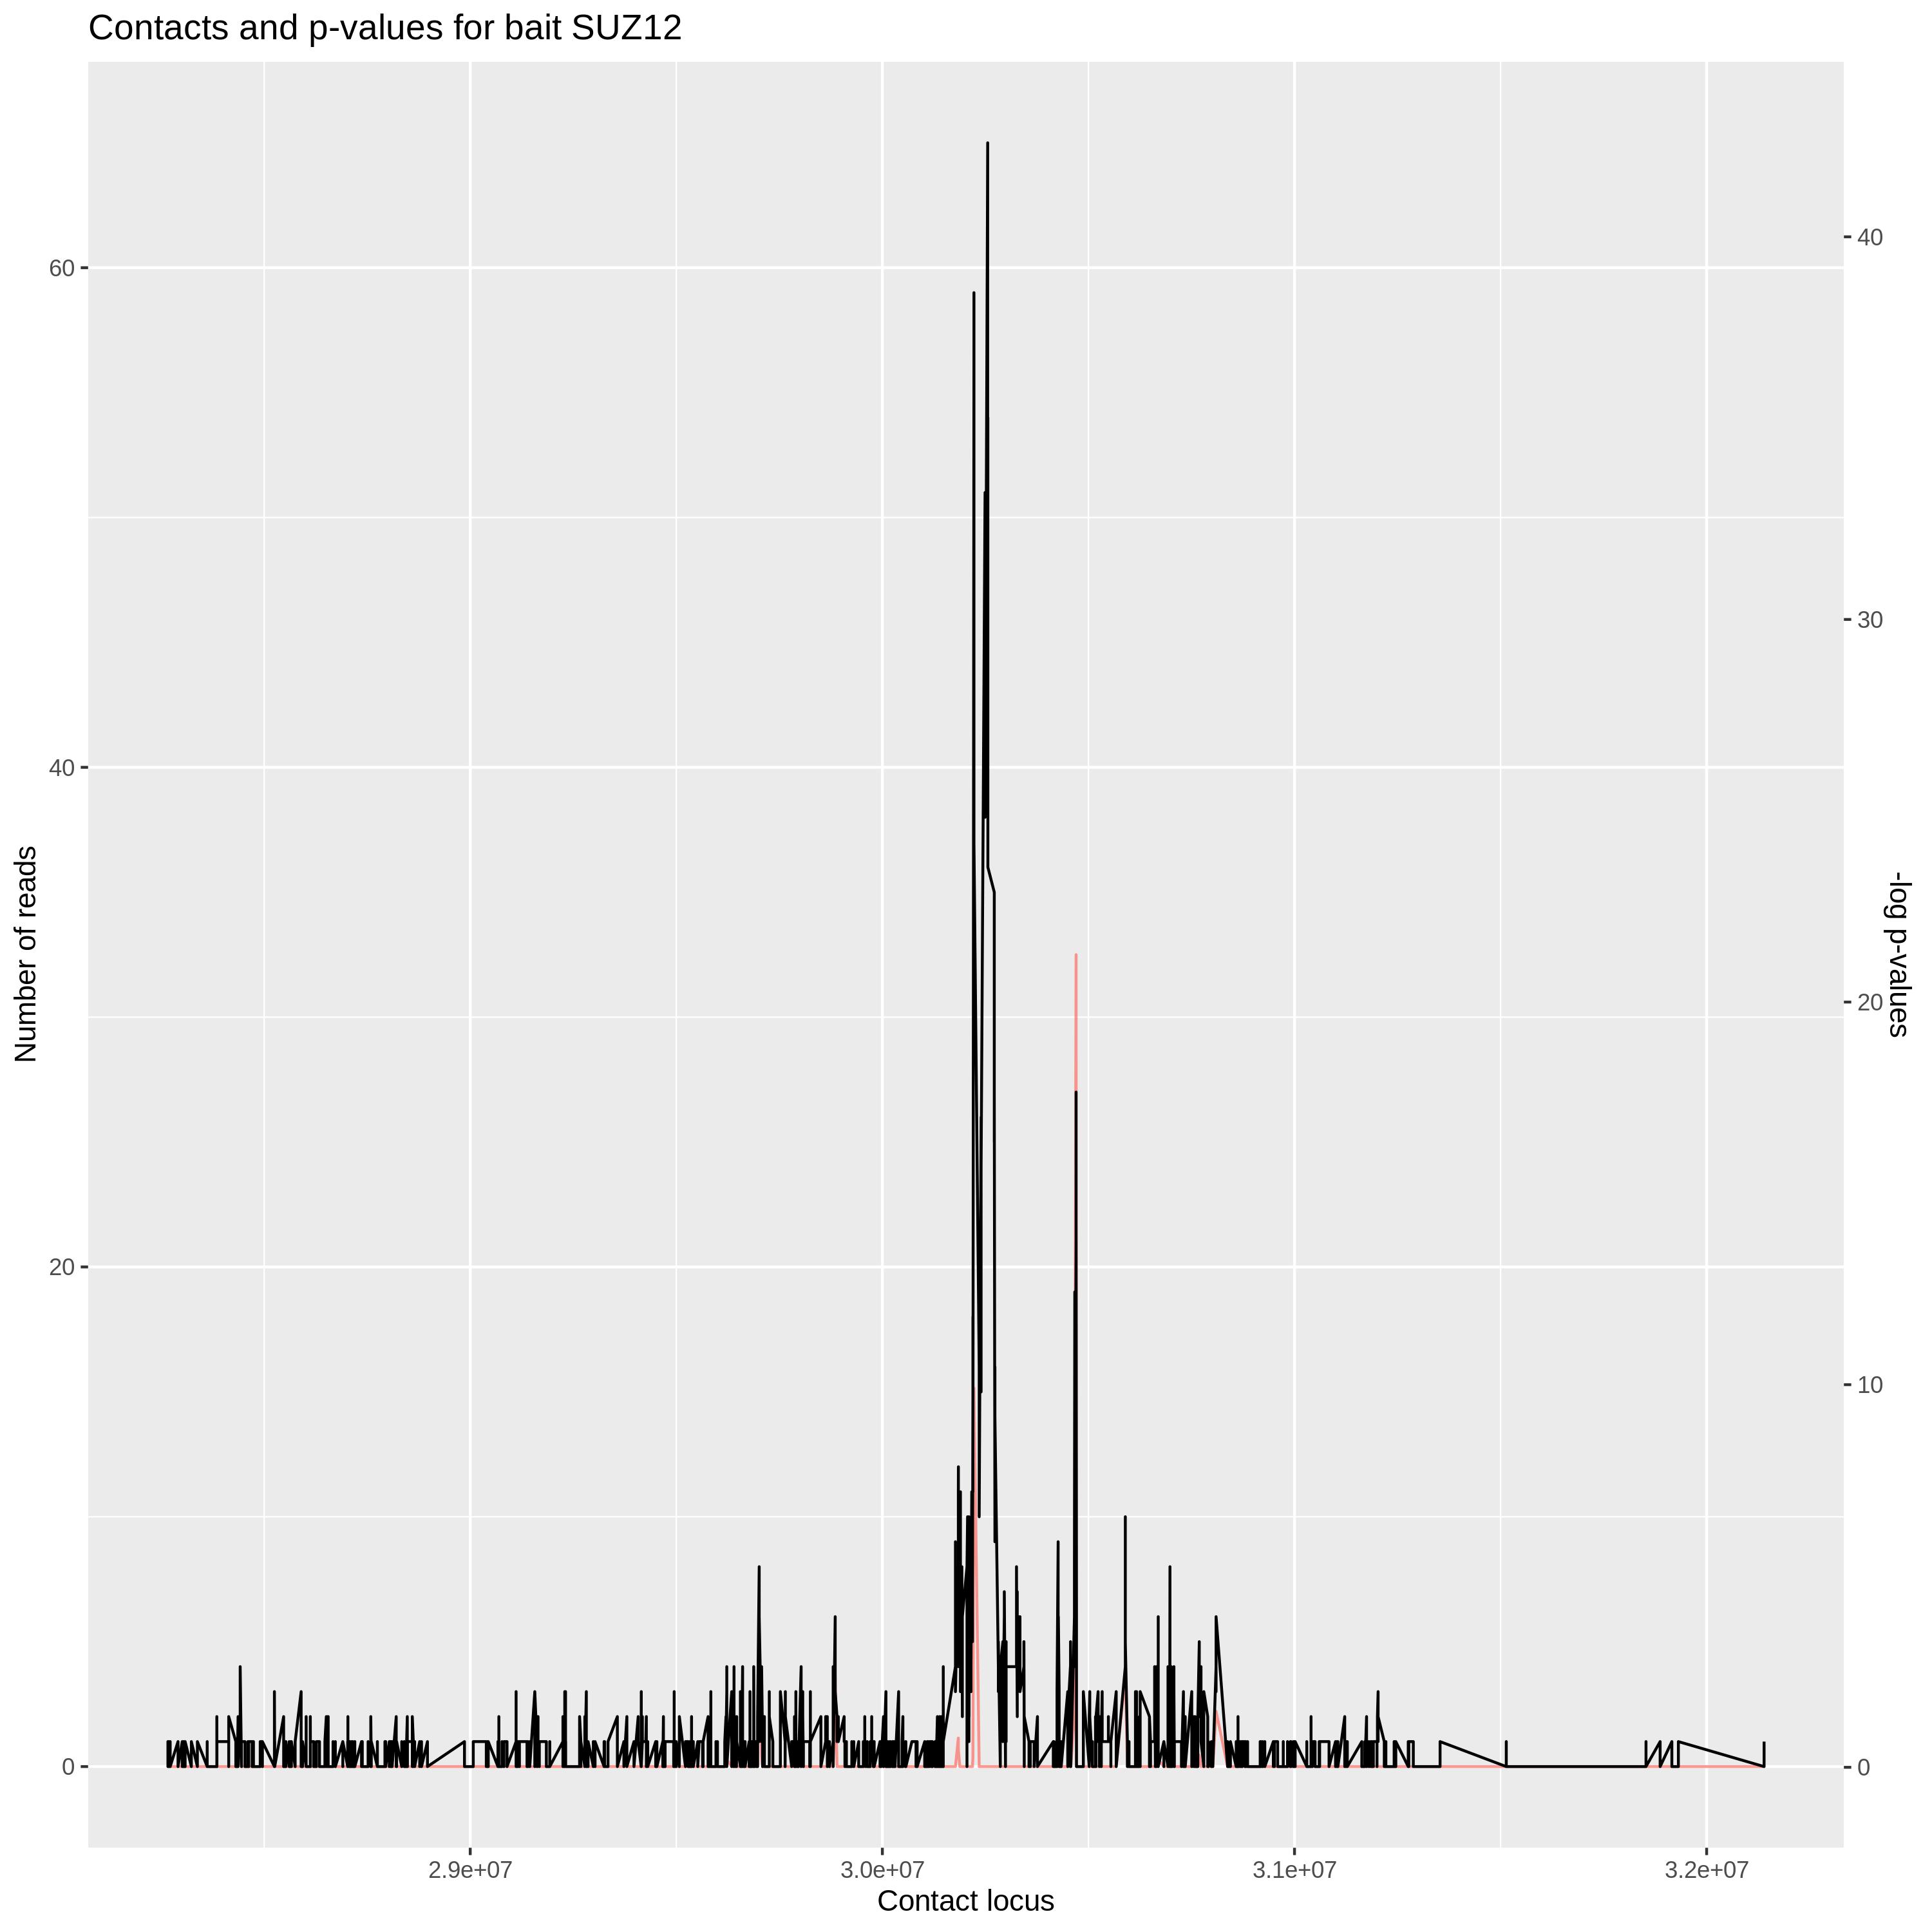 Contacts and p-values for bait SUZ12
60
40
20
0
Number of reads
40
30
20
10
0
-log p-values
2.9e+07 3.0e+07 3.1e+07 3.2e+07
Contact locus